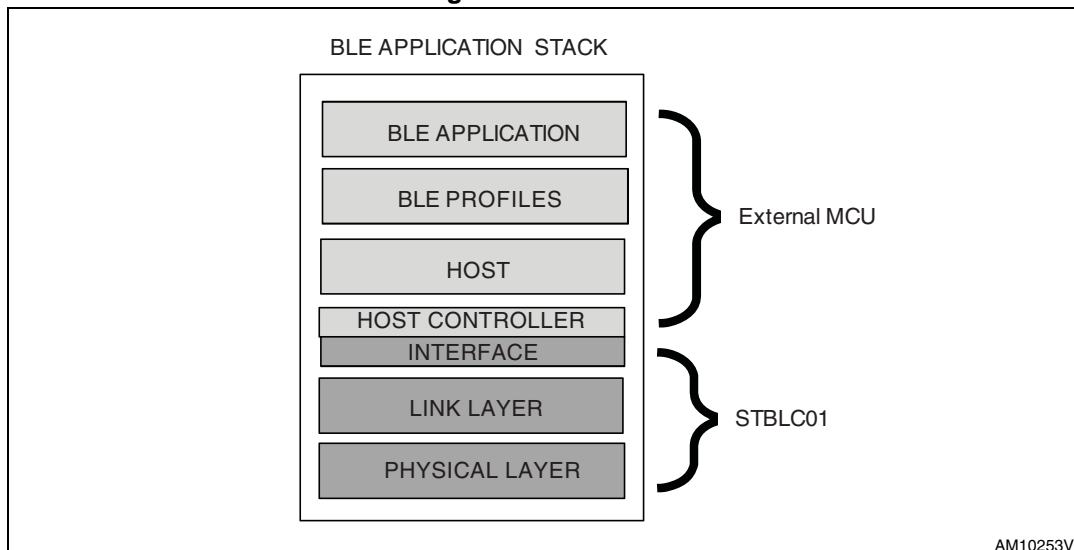 BLE APPLICATION STACK
BLE APPLICATION
BLE PROFILES
HOST
HOST CONTROLLER
INTERFACE
LINK LAYER
PHYSICAL LAYER
External MCU
STBLC01
AM10253V